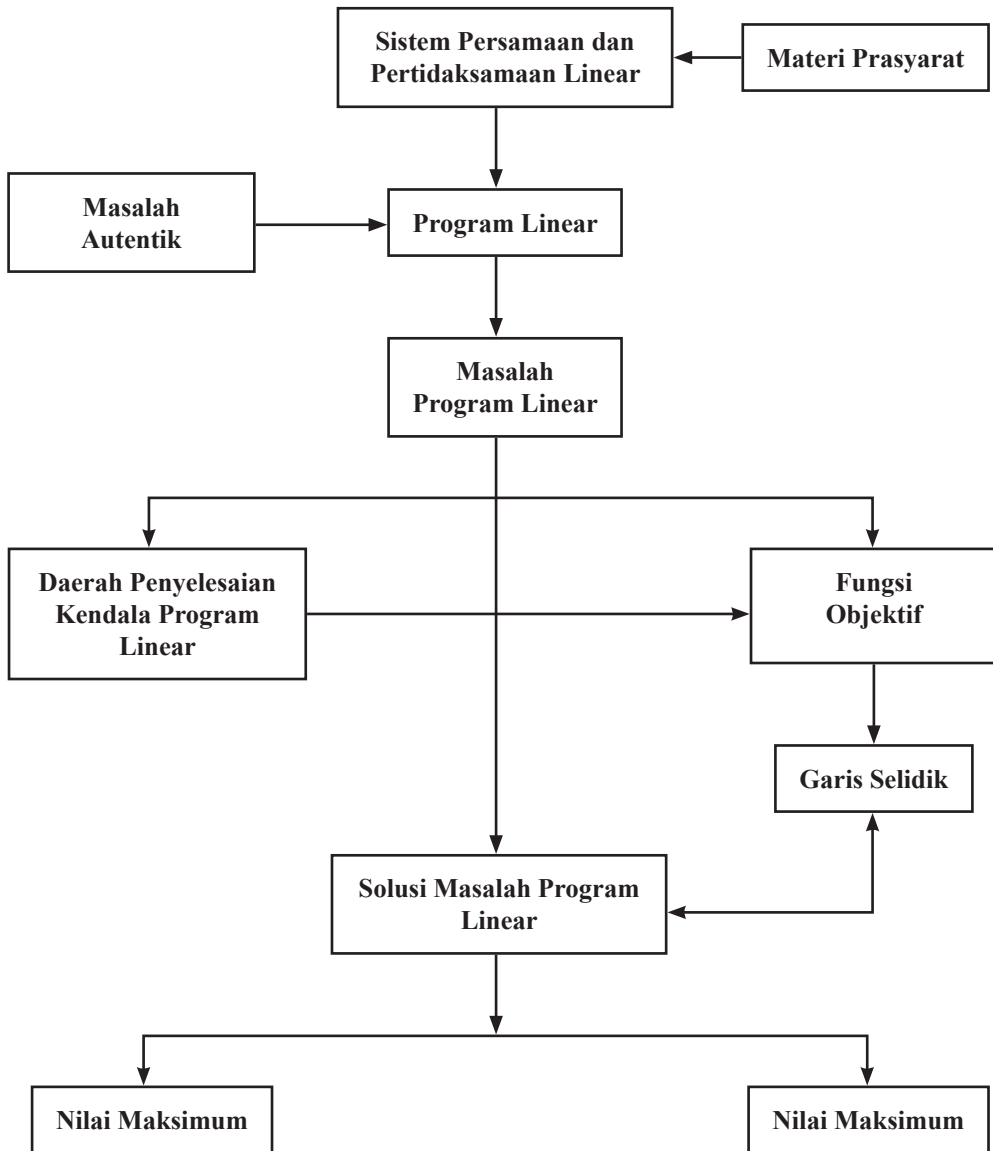 Sistem Persamaan dan
Pertidaksamaan Linear
Materi Prasyarat
Masalah
Autentik
Program Linear
Masalah
Program Linear
Daerah Penyelesaian
Kendala Program
Linear
Fungsi
Objektif
Garis Selidik
Solusi Masalah Program
Linear
Nilai Maksimum
Nilai Maksimum